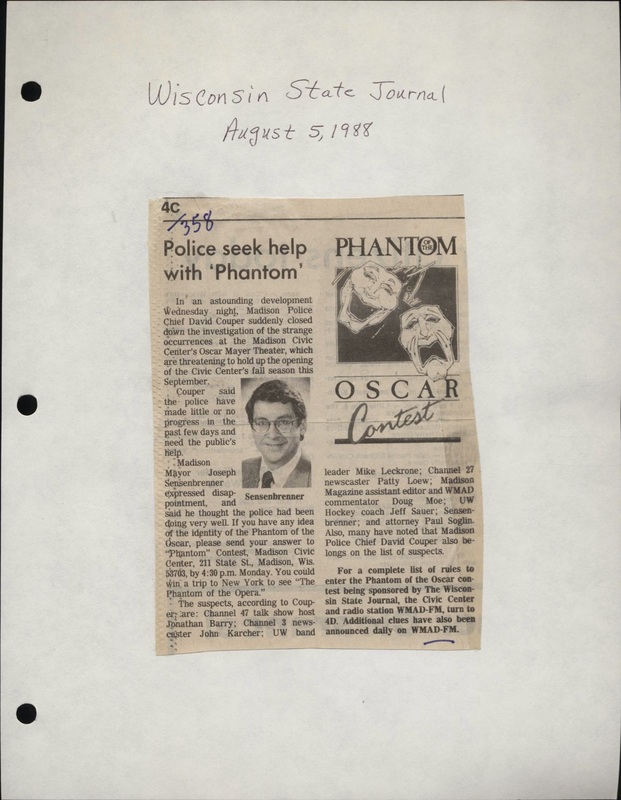 Wisconsin State Journal
August 5, 1988
4C
358
Police seek help
with 'Phantom'
In an astounding development
Wednesday night, Madison Police
Chief David Couper suddenly closed
down the investigation of the strange
occurrences at the Madison Civic
Center's Oscar Mayer Theater, which
are threatening to hold up the opening
of the Civic Center's fall season this
September.
Couper said
the police have
made little or no
progress in the
past few days and
need the public's
help.
Madison
Mayor Joseph
Sensenbrenner
expressed disap-
pointment, and
Sensenbrenner
said he thought the police had been
doing very well. If you have any idea
of the identity of the Phantom of the
Oscar, please send your answer to
"Phantom" Contest, Madison Civic
Center, 211 State St., Madison, Wis.
53703, by 4:30 p.m. Monday. You could
win a trip to New York to see "The
Phantom of the Opera."
The suspects, according to Coup-
er, are: Channel 47 talk show host
Jonathan Barry; Channel 3 news-
caster John Karcher; UW band
PHANTOM
OF THE
OSCAR
Contest
leader Mike Leckrone; Channel 27
newscaster Patty Loew; Madison
Magazine assistant editor and WMAD
commentator Doug Moe; UW
Hockey coach Jeff Sauer; Sensen-
brenner; and attorney Paul Soglin.
Also, many have noted that Madison
Police Chief David Couper also be-
longs on the list of suspects.
For a complete list of rules to
enter the Phantom of the Oscar con-
test being sponsored by The Wiscon-
sin State Journal, the Civic Center
and radio station WMAD-FM, turn to
4D. Additional clues have also been
announced daily on WMAD-FM.